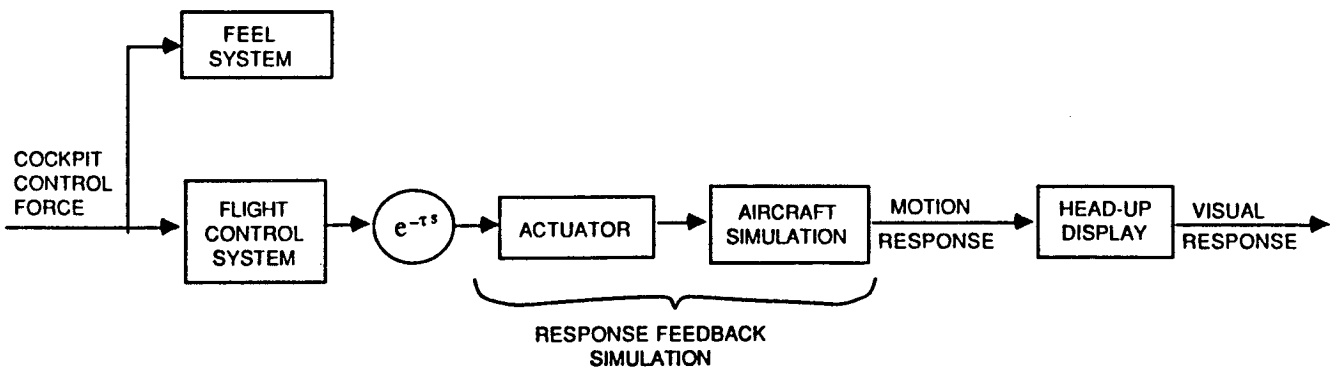 FEEL
SYSTEM
COCKPIT
CONTROL
FORCE
FLIGHT
CONTROL
SYSTEM
e^{-τs}
ACTUATOR
AIRCRAFT
SIMULATION
MOTION
RESPONSE
HEAD-UP
DISPLAY
VISUAL
RESPONSE
RESPONSE FEEDBACK
SIMULATION